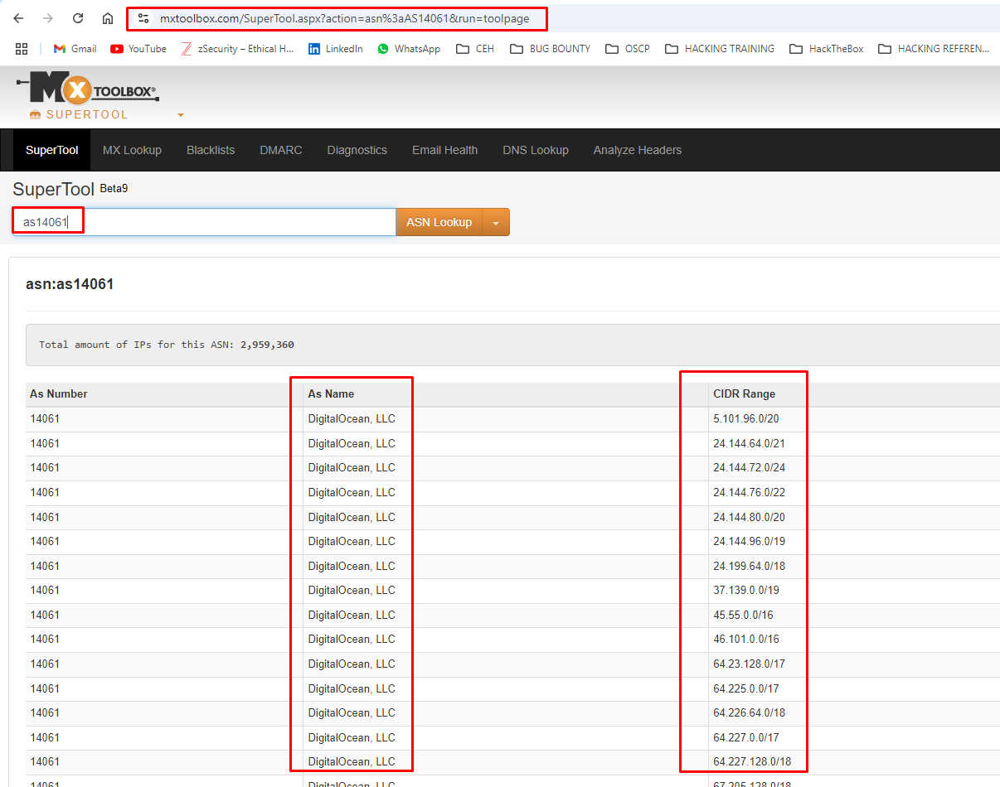 mxtoolbox.com/SuperTool.aspx?action=asn%3aAS14061&run=toolpage
Gmail YouTube zSecurity – Ethical H... LinkedIn WhatsApp CEH BUG BOUNTY OSCP HACKING TRAINING HackTheBox HACKING REFEREN...
MX TOOLBOX®
SUPERTOOL
SuperTool MX Lookup Blacklists DMARC Diagnostics Email Health DNS Lookup Analyze Headers
SuperTool Beta9
as14061 ASN Lookup
asn:as14061
Total amount of IPs for this ASN: 2,959,360
As Number As Name CIDR Range
14061 DigitalOcean, LLC 5.101.96.0/20
14061 DigitalOcean, LLC 24.144.64.0/21
14061 DigitalOcean, LLC 24.144.72.0/24
14061 DigitalOcean, LLC 24.144.76.0/22
14061 DigitalOcean, LLC 24.144.80.0/20
14061 DigitalOcean, LLC 24.144.96.0/19
14061 DigitalOcean, LLC 24.199.64.0/18
14061 DigitalOcean, LLC 37.139.0.0/19
14061 DigitalOcean, LLC 45.55.0.0/16
14061 DigitalOcean, LLC 46.101.0.0/16
14061 DigitalOcean, LLC 64.23.128.0/17
14061 DigitalOcean, LLC 64.225.0.0/17
14061 DigitalOcean, LLC 64.226.64.0/18
14061 DigitalOcean, LLC 64.227.0.0/17
14061 DigitalOcean, LLC 64.227.128.0/18
14061 DigitalOcean, LLC 67.205.128.0/18